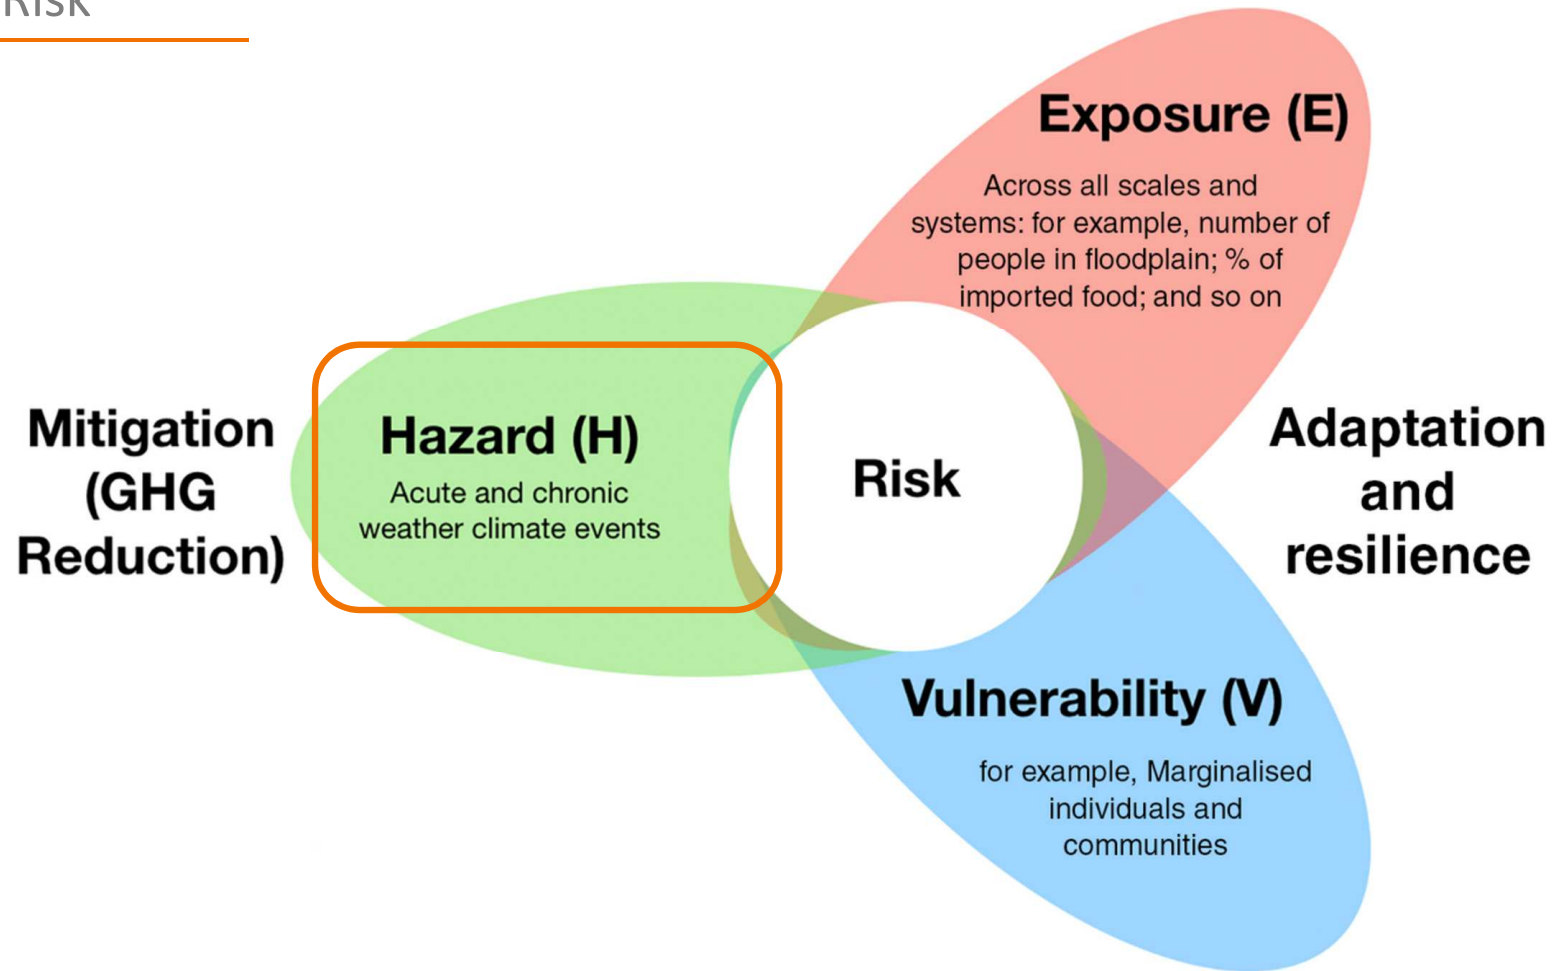 Risk
Exposure (E)
Across all scales and
systems: for example, number of
people in floodplain; % of
imported food; and so on
Mitigation
(GHG
Reduction)
Hazard (H)
Acute and chronic
weather climate events
Risk
Adaptation
and
resilience
Vulnerability (V)
for example, Marginalised
individuals and
communities